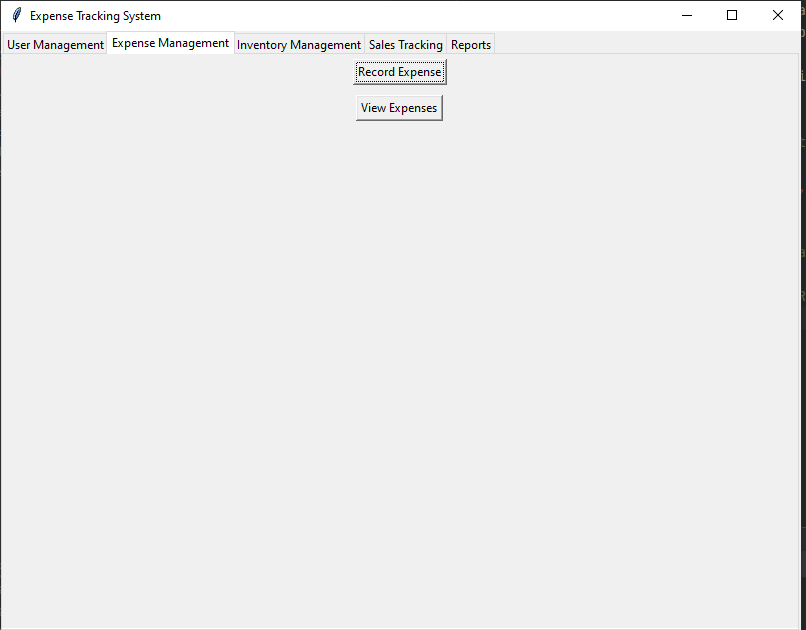 Expense Tracking System
User Management Expense Management Inventory Management Sales Tracking Reports
Record Expense
View Expenses